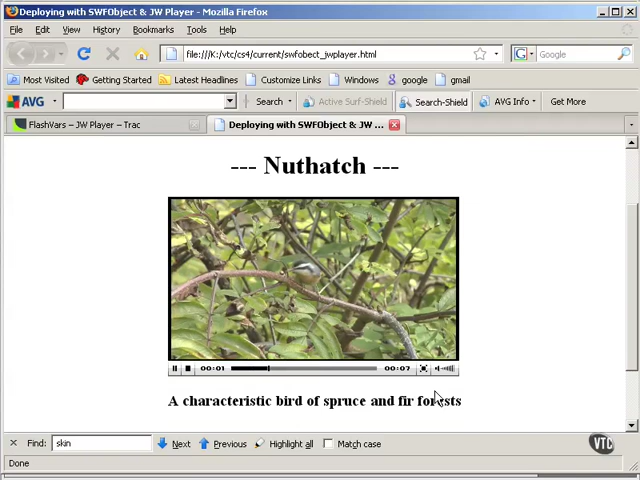 Deploying with SWFObject & JW Player - Mozilla Firefox
File Edit View History Bookmarks Tools Help
file:///K:/vtc/cs4/current/swfobect_jwplayer.html Google
Most Visited Getting Started Latest Headlines Customize Links Windows google gmail
AVG Search Active Surf-Shield Search-Shield AVG Info Get More
FlashVars – JW Player – Trac Deploying with SWFObject & JW ...
--- Nuthatch ---
00:01 00:07
A characteristic bird of spruce and fir forests
Find: skin Next Previous Highlight all Match case
VTC
Done